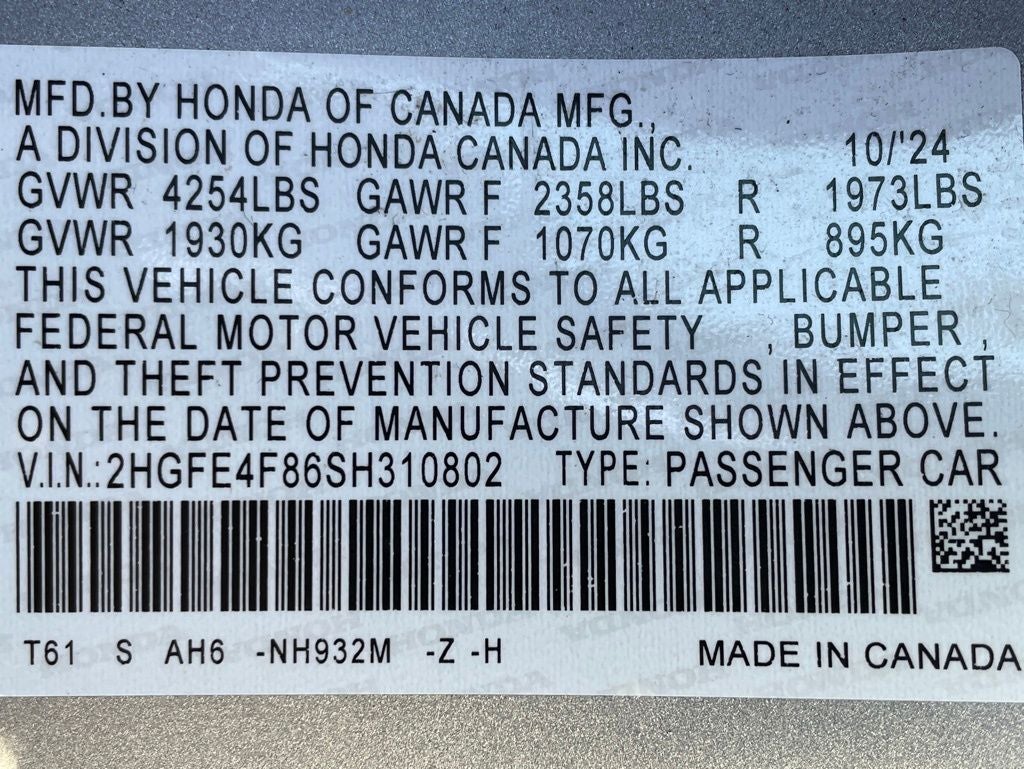 MFD.BY HONDA OF CANADA MFG.,
A DIVISION OF HONDA CANADA INC. 10/'24
GVWR 4254LBS GAWR F 2358LBS R 1973LBS
GVWR 1930KG GAWR F 1070KG R 895KG
THIS VEHICLE CONFORMS TO ALL APPLICABLE
FEDERAL MOTOR VEHICLE SAFETY , BUMPER ,
AND THEFT PREVENTION STANDARDS IN EFFECT
ON THE DATE OF MANUFACTURE SHOWN ABOVE.
V.I.N.:2HGFE4F86SH310802 TYPE: PASSENGER CAR
T61 S AH6 -NH932M -Z -H MADE IN CANADA